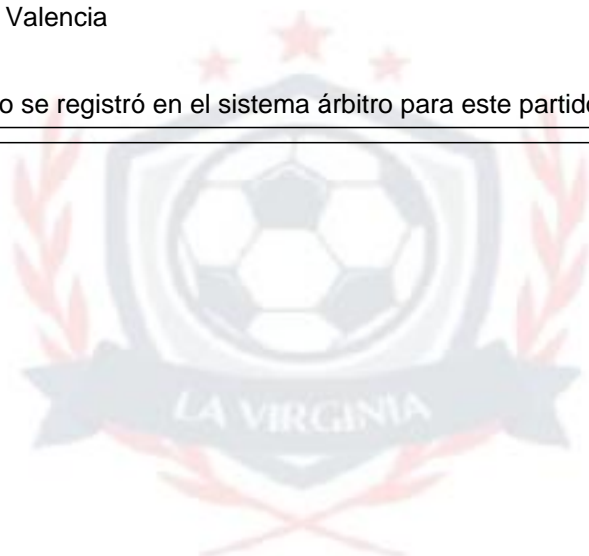 Valencia
o se registró en el sistema árbitro para este partid
LA VIRGINIA